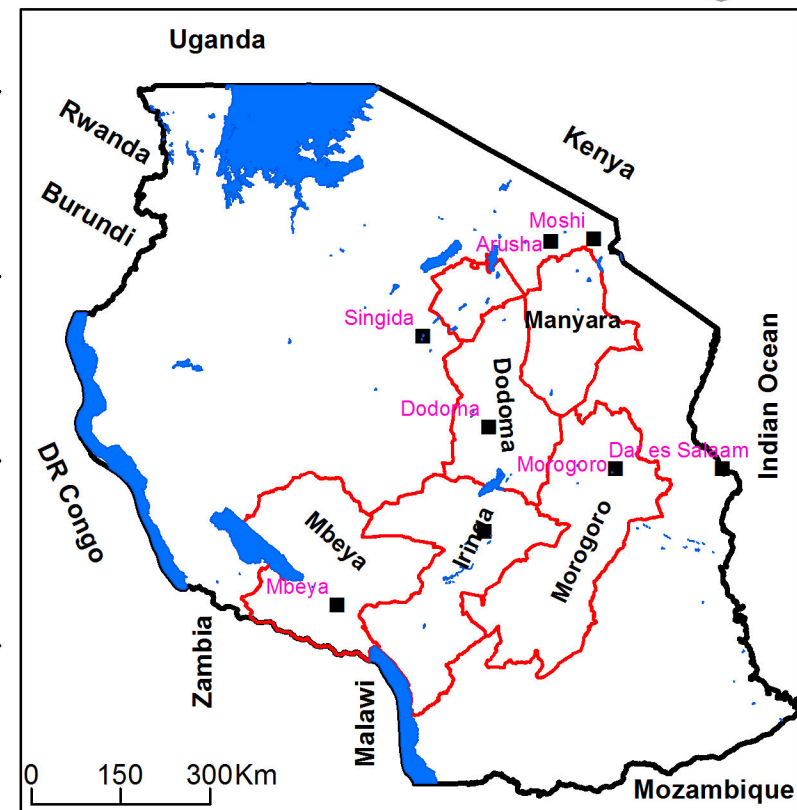 Uganda
Rwanda
Kenya
Burundi
Moshi
Arusha
Singida
Manyara
Indian Ocean
Dodoma
Dodoma
Dar es Salaam
Morogoro
DR Congo
Mbeya
Iringa
Morogoro
Mbeya
Zambia
Malawi
0 150 300Km
Mozambique